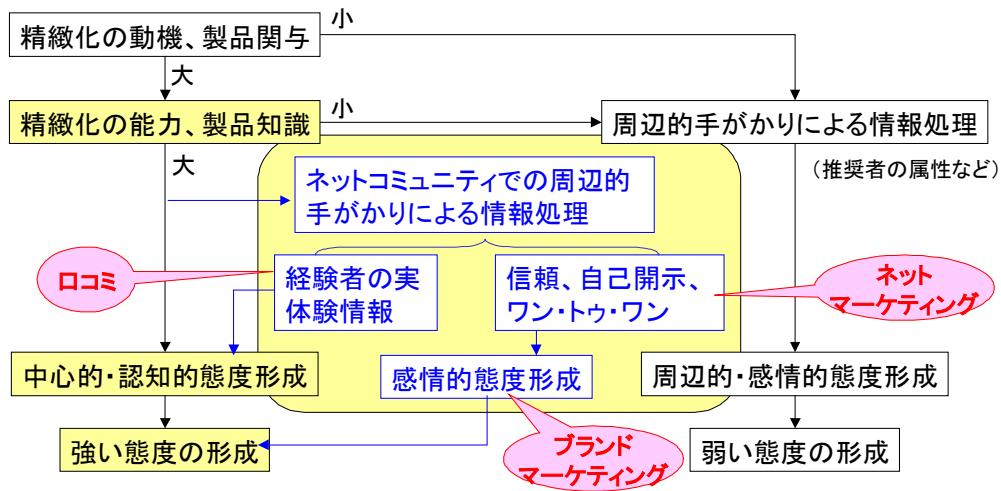 精緻化の動機、製品関与
小
大
精緻化の能力、製品知識
小
周辺的手がかりによる情報処理
(推奨者の属性など)
大
ネットコミュニティでの周辺的
手がかりによる情報処理
口コミ
経験者の実
体験情報
信頼、自己開示、
ワン・トゥ・ワン
ネット
マーケティング
中心的・認知的態度形成
感情的態度形成
周辺的・感情的態度形成
強い態度の形成
ブランド
マーケティング
弱い態度の形成